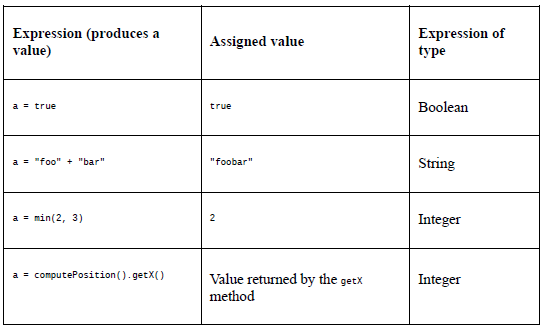 Expression (produces a
value)
Assigned value
Expression of
type
a = true
true
Boolean
a = "foo" + "bar"
"foobar"
String
a = min(2, 3)
2
Integer
a = computePosition().getX()
Value returned by the getX
method
Integer